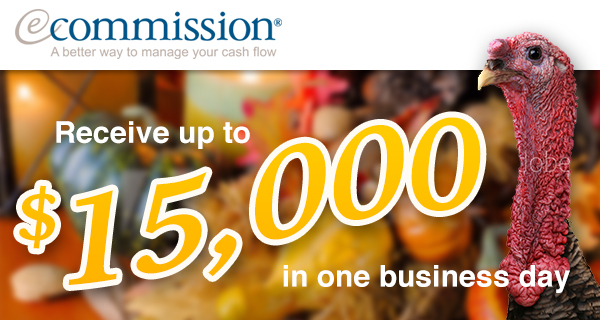 ecommission®
A better way to manage your cash flow
Receive up to
$15,000
in one business day